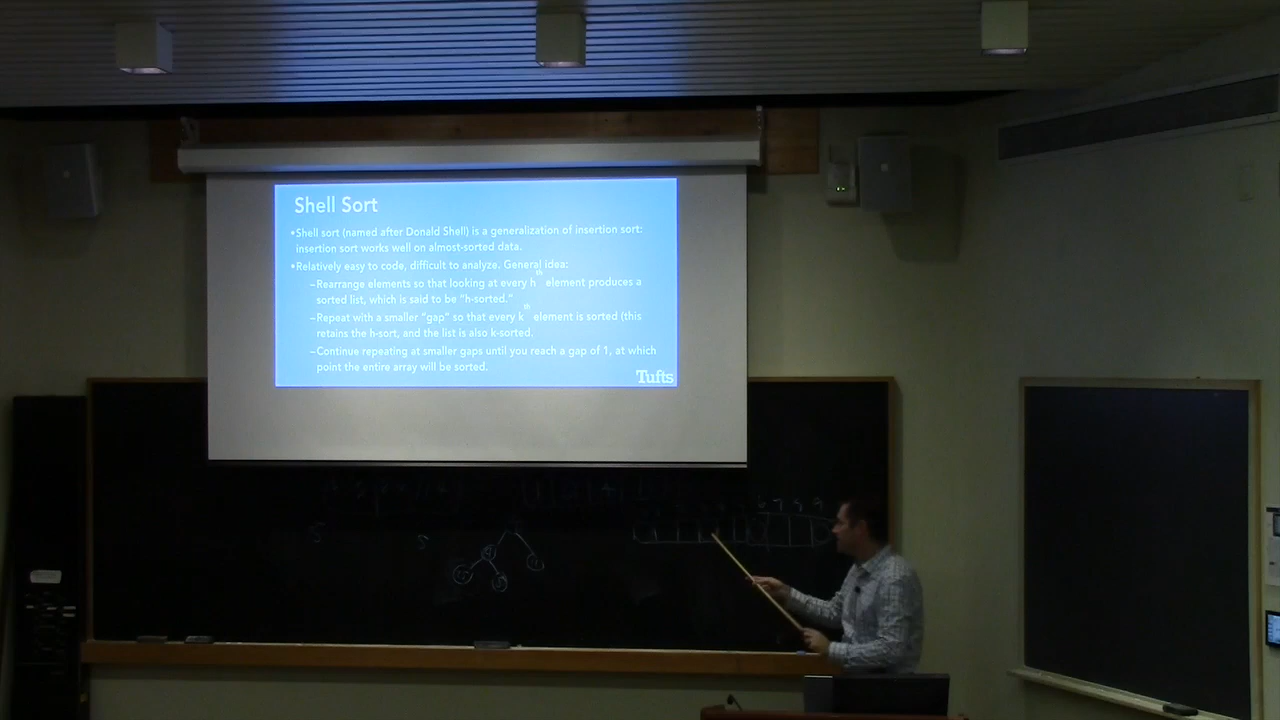 Shell Sort
•Shell sort (named after Donald Shell) is a generalization of insertion sort:
insertion sort works well on almost-sorted data.
•Relatively easy to code, difficult to analyze. General idea:
–Rearrange elements so that looking at every hth element produces a
sorted list, which is said to be "h-sorted."
–Repeat with a smaller "gap" so that every kth element is sorted (this
retains the h-sort, and the list is also k-sorted.
–Continue repeating at smaller gaps until you reach a gap of 1, at which
point the entire array will be sorted.
Tufts
5
5